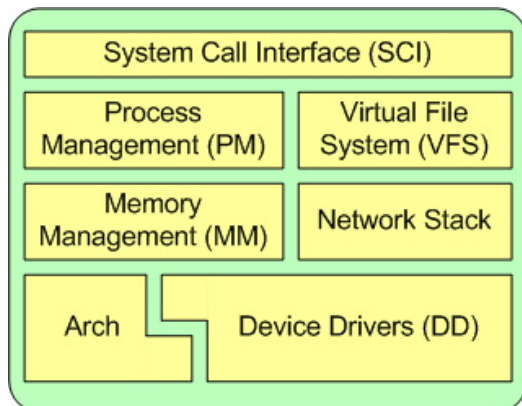 System Call Interface (SCI)
Process
Management (PM)
Virtual File
System (VFS)
Memory
Management (MM)
Network Stack
Arch
Device Drivers (DD)